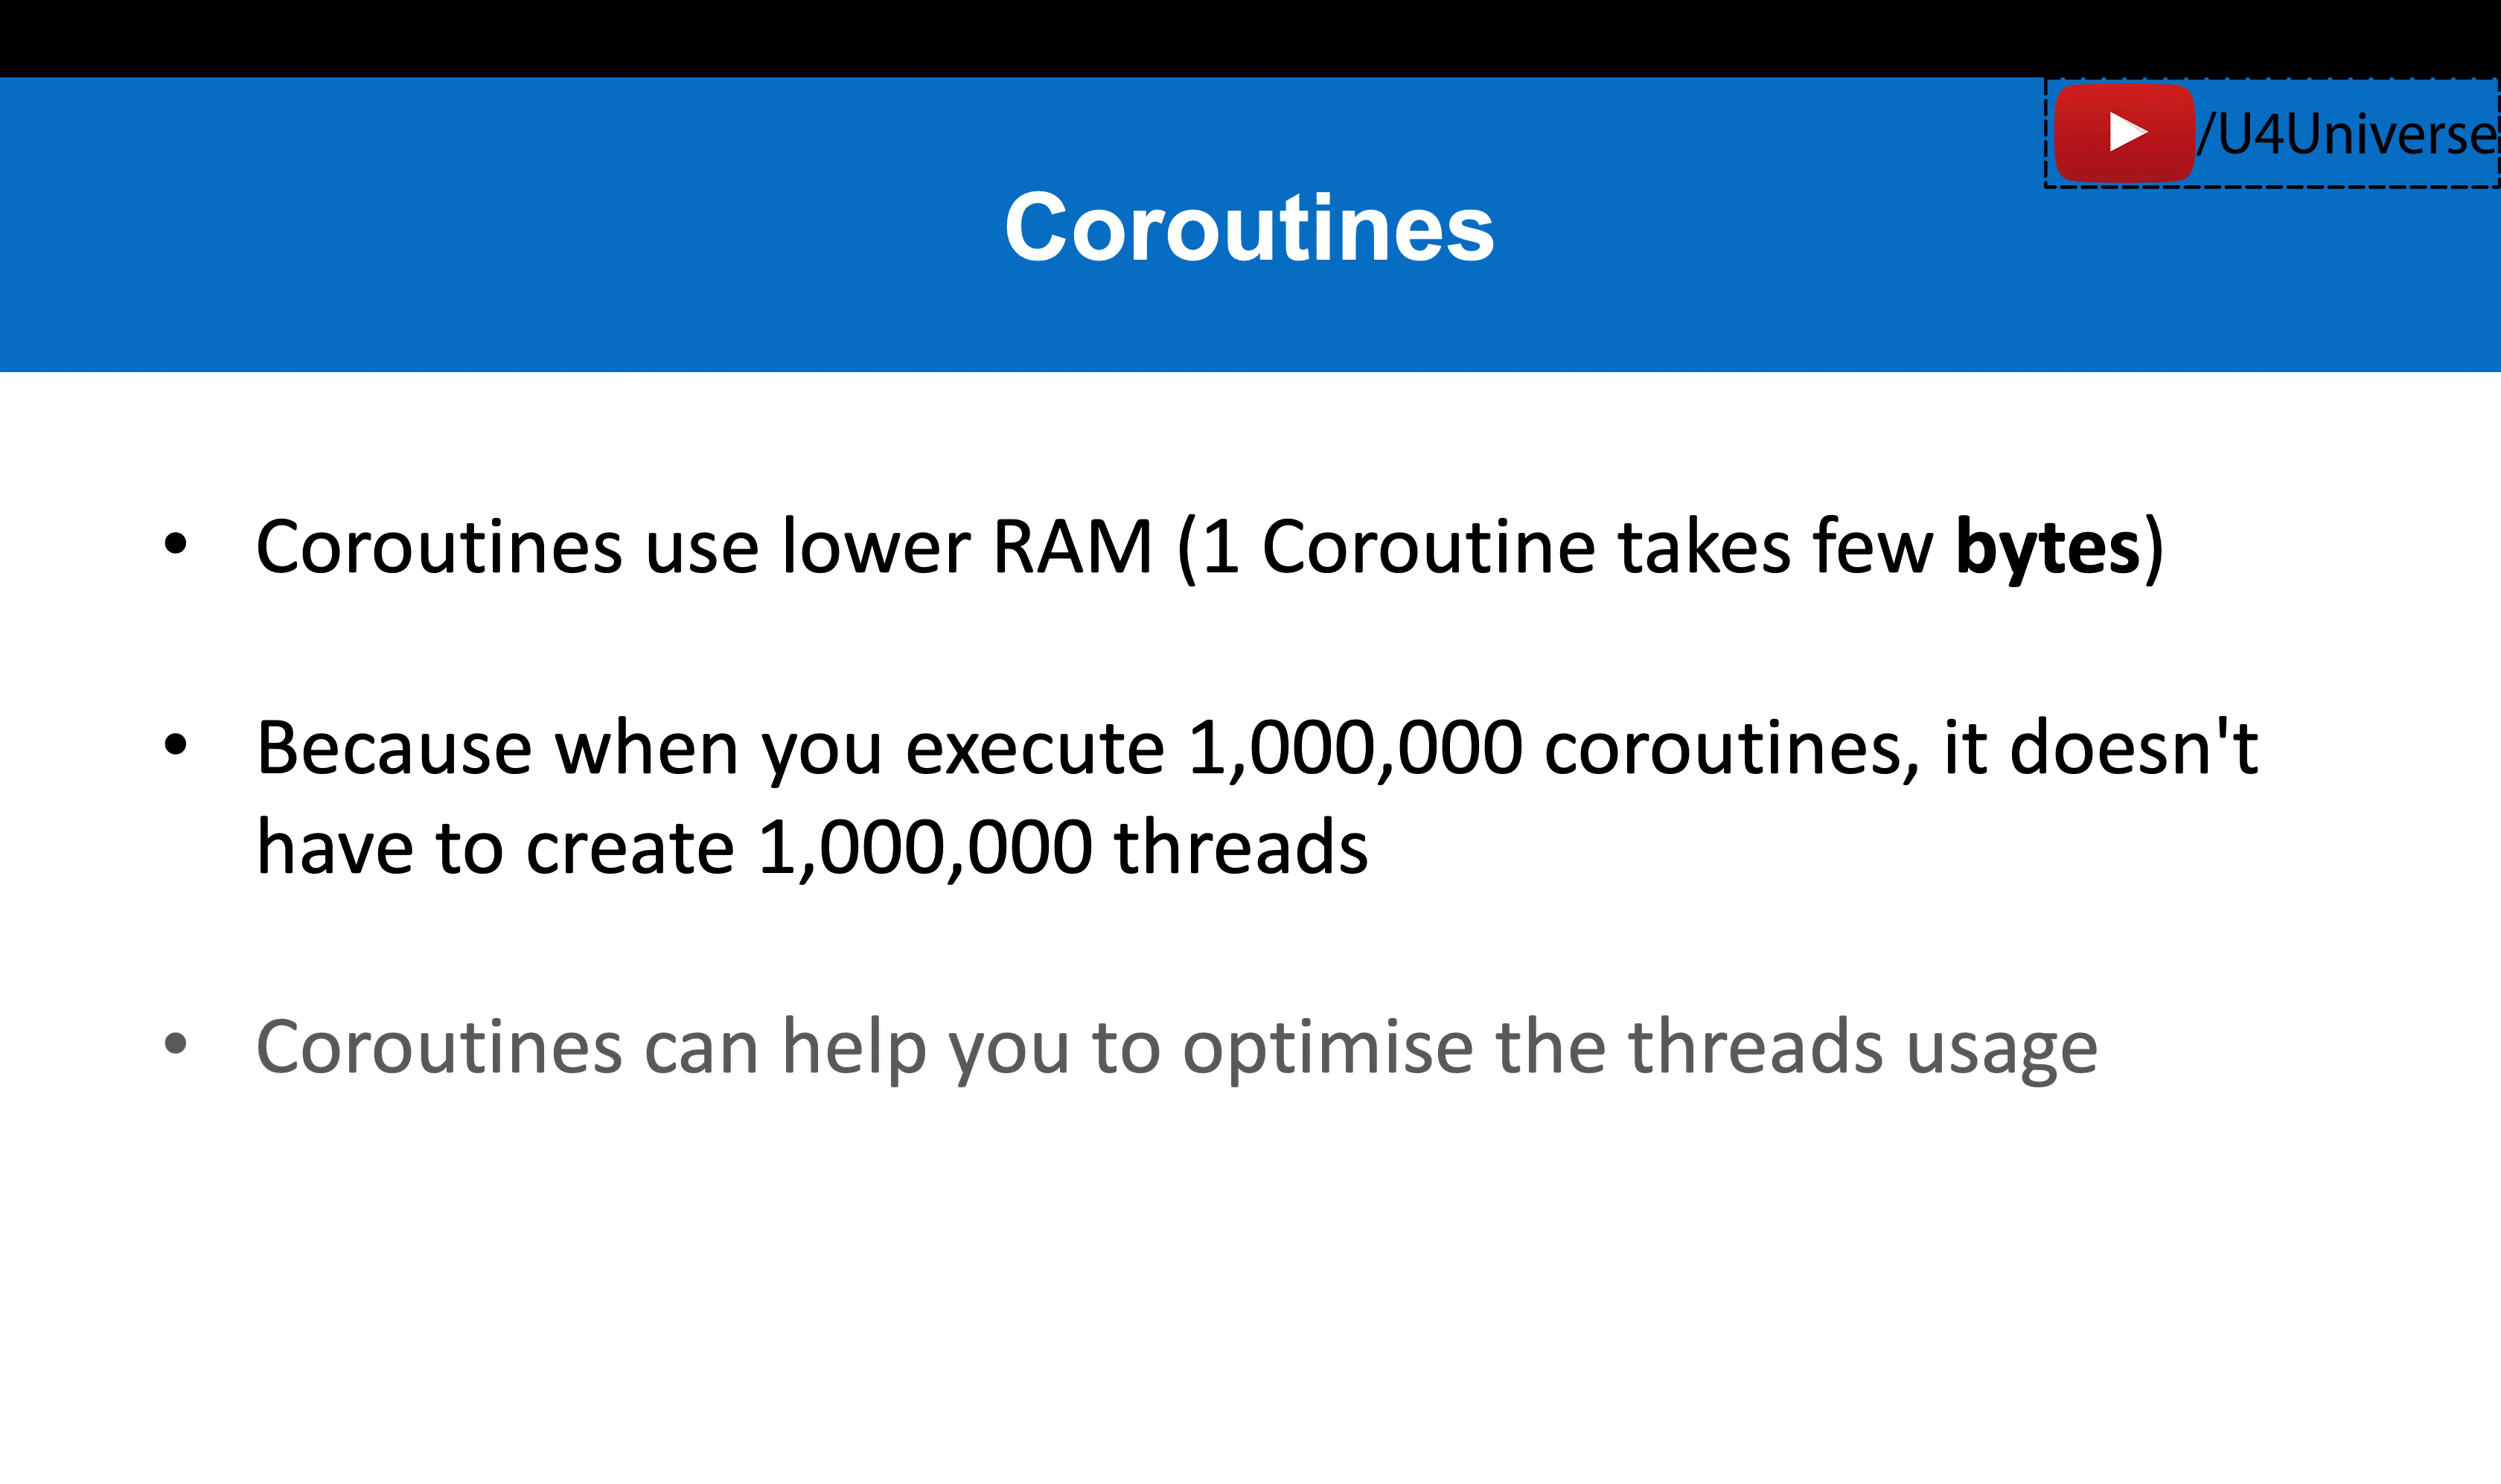 /U4Universe
Coroutines
• Coroutines use lower RAM (1 Coroutine takes few bytes)
• Because when you execute 1,000,000 coroutines, it doesn't
have to create 1,000,000 threads
• Coroutines can help you to optimise the threads usage